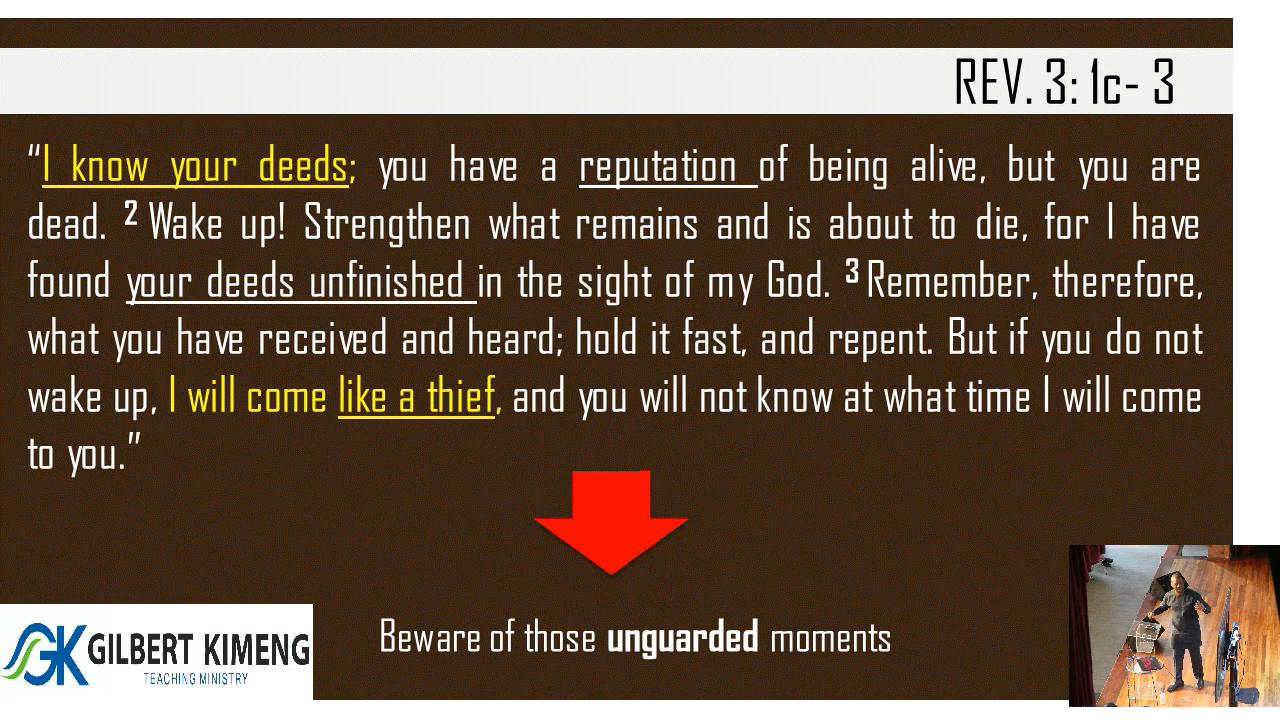 REV. 3: 1c- 3
“I know your deeds; you have a reputation of being alive, but you are
dead. 2 Wake up! Strengthen what remains and is about to die, for I have
found your deeds unfinished in the sight of my God. 3 Remember, therefore,
what you have received and heard; hold it fast, and repent. But if you do not
wake up, I will come like a thief, and you will not know at what time I will come
to you.”
Beware of those unguarded moments
GK GILBERT KIMENG
TEACHING MINISTRY